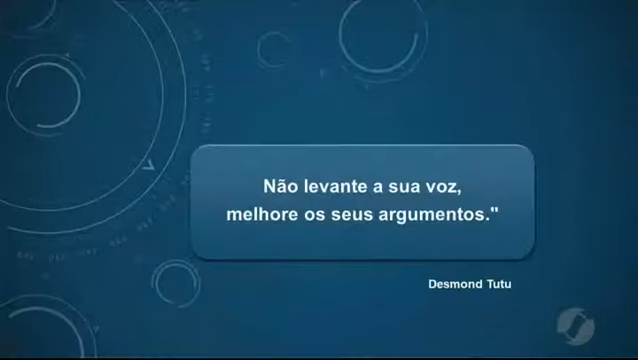 Não levante a sua voz,
melhore os seus argumentos."
Desmond Tutu